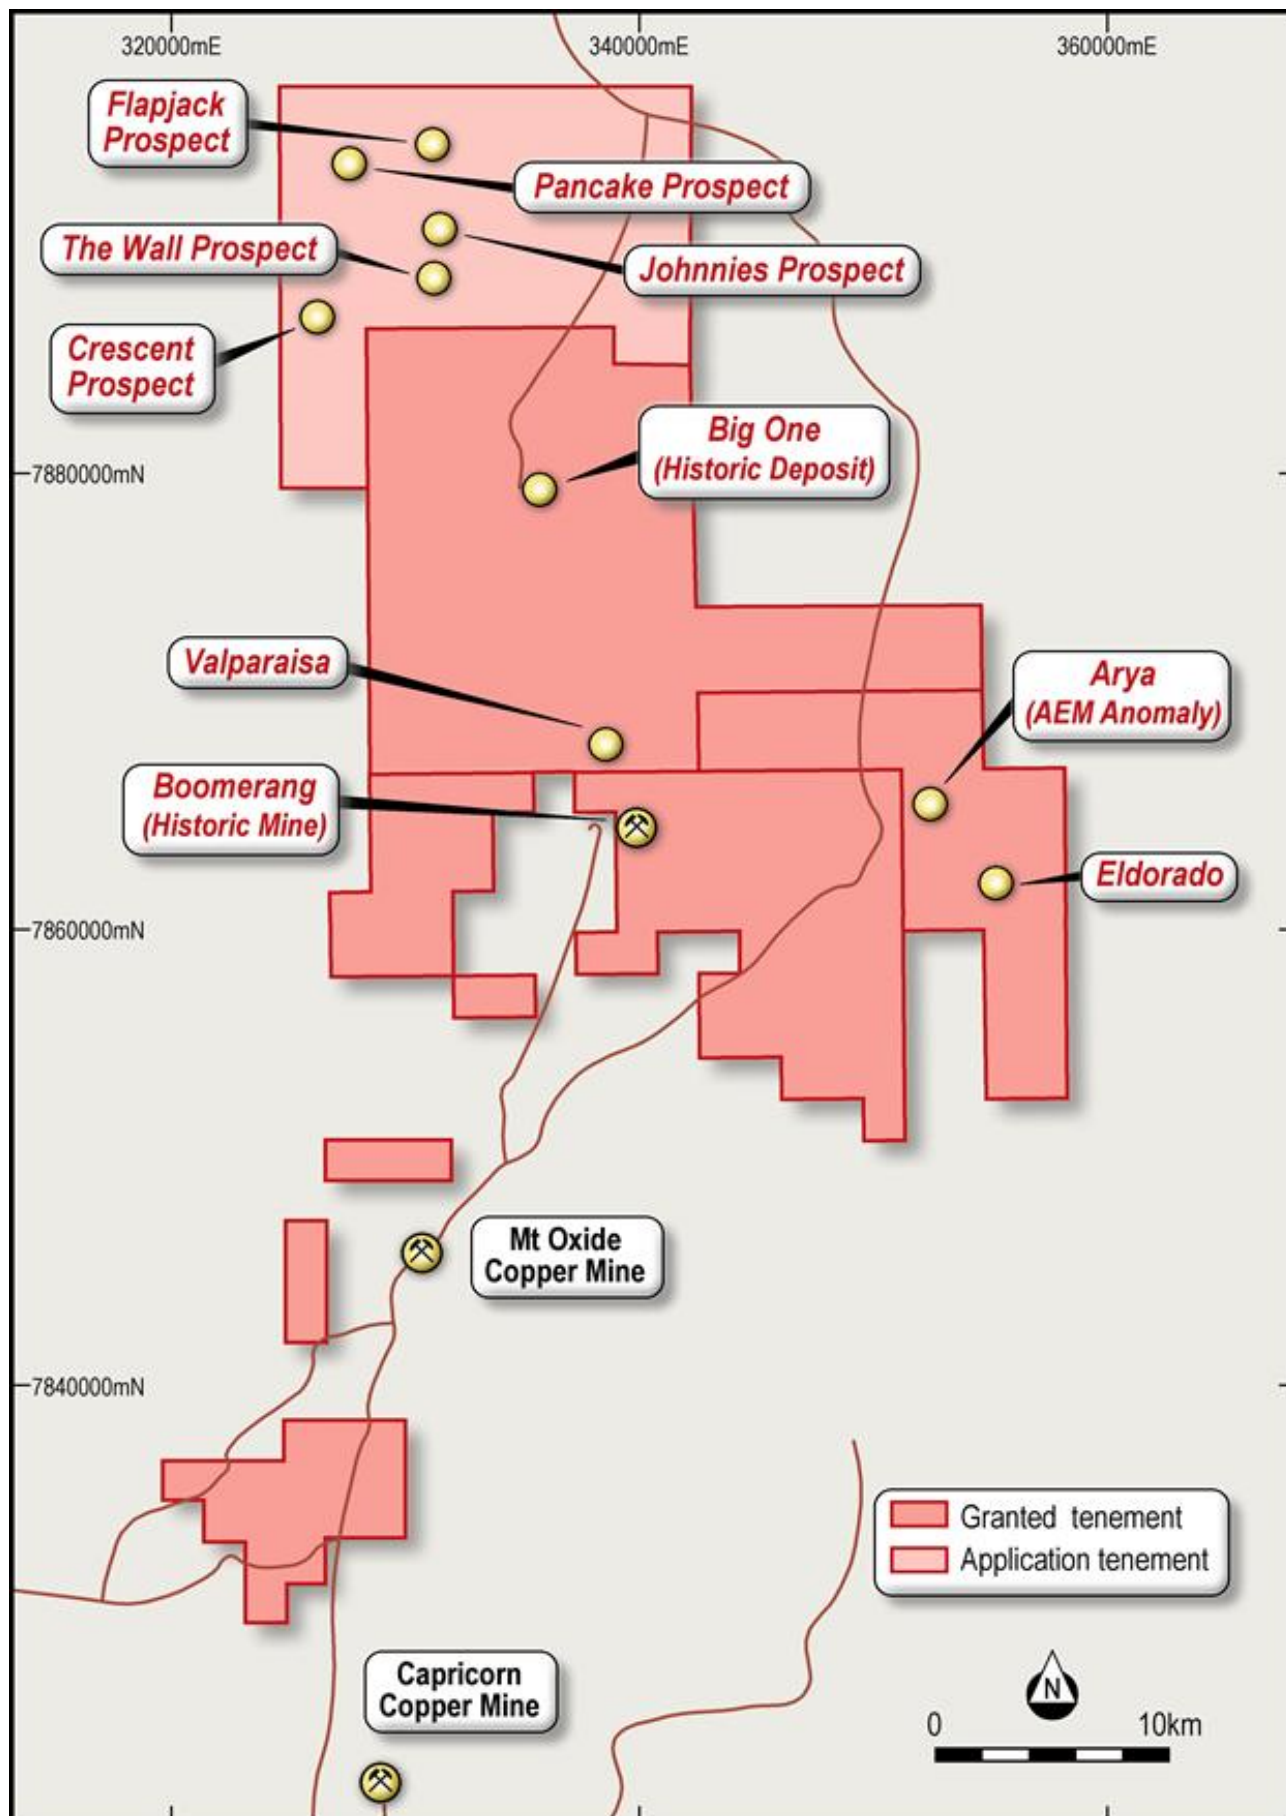 320000mE
340000mE
360000mE
Flapjack
Prospect
Pancake Prospect
The Wall Prospect
Johnnies Prospect
Crescent
Prospect
Big One
(Historic Deposit)
7880000mN
Valparaisa
Arya
(AEM Anomaly)
Boomerang
(Historic Mine)
Eldorado
7860000mN
Mt Oxide
Copper Mine
7840000mN
Granted tenement
Application tenement
Capricorn
Copper Mine
N
0 10km